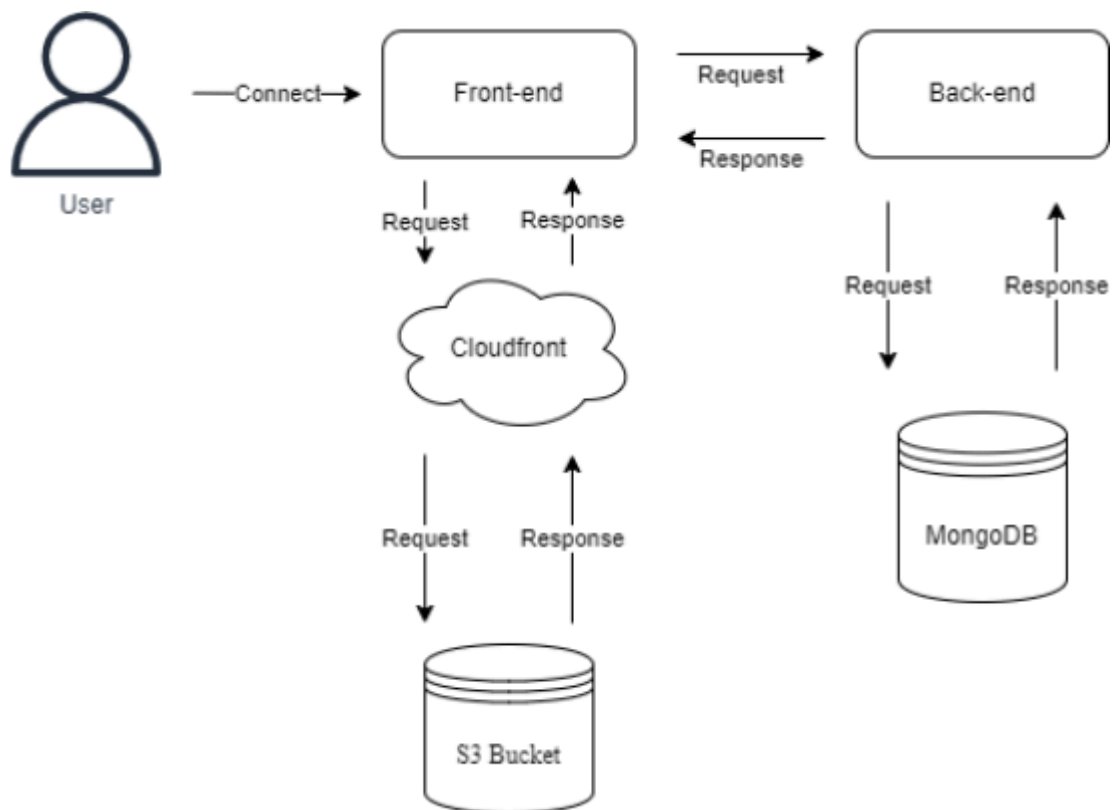 Connect
Front-end
Request
Back-end
Response
User
Request
Response
Request
Response
Cloudfront
Request
Response
MongoDB
S3 Bucket